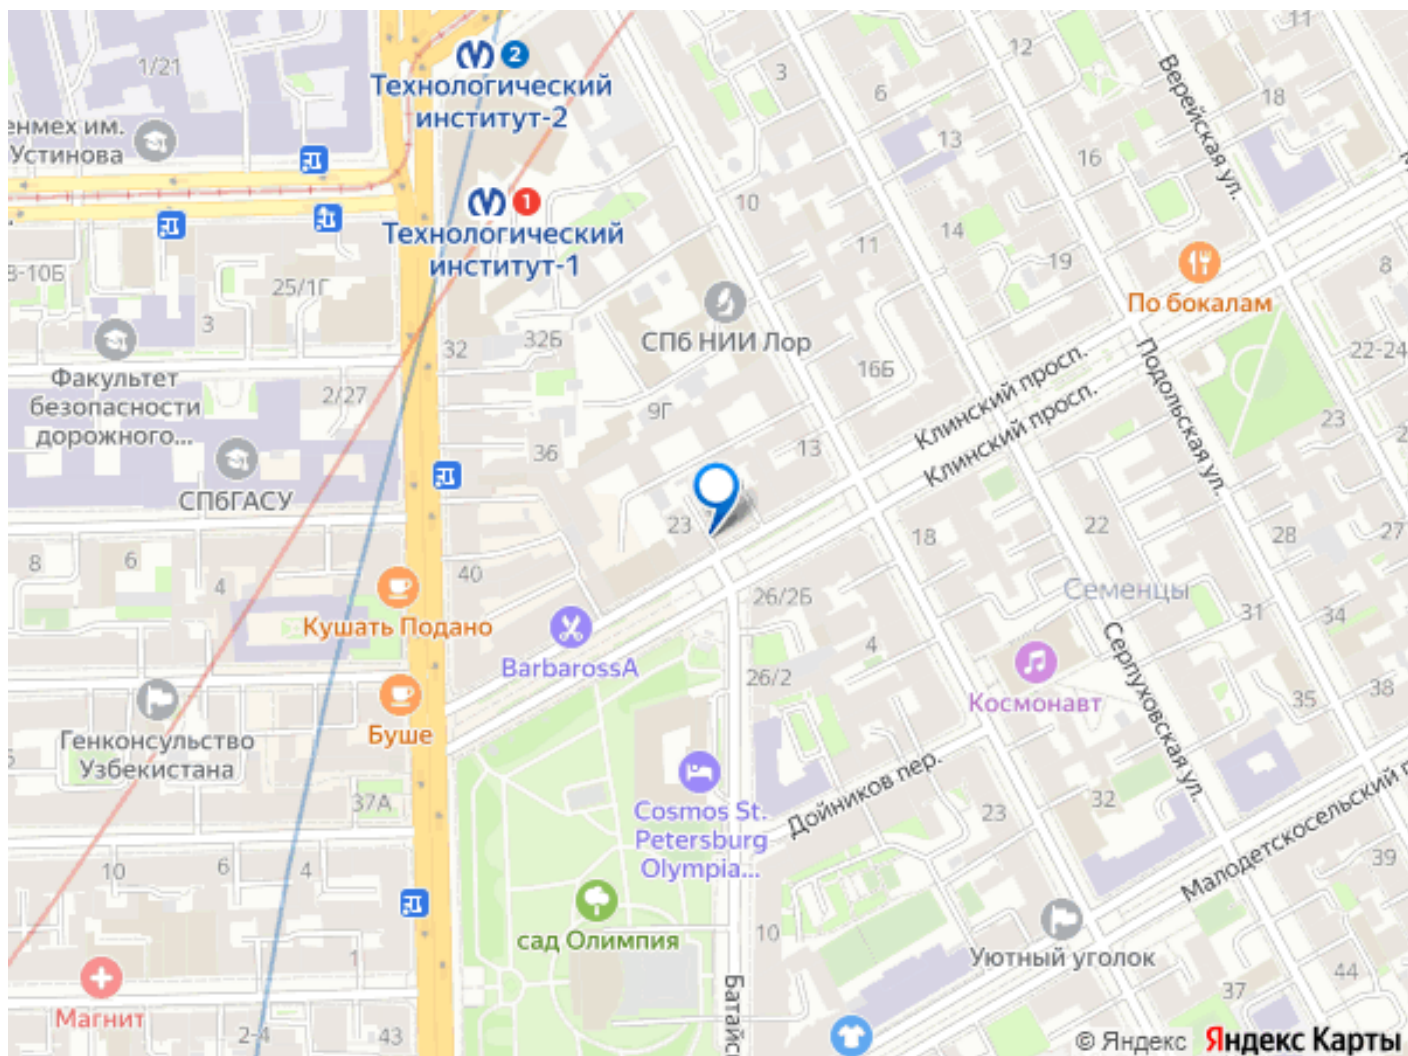 11
12
1/21
2
Технологический
институт-2
3
6
18
Верейская ул.
енмех им.
Устинова
13
16
1
Технологический
институт-1
10
14
11
19
8-10Б
25/1Г
3
По бокалам
8
СПб НИИ Лор
32Б
32
Факультет
безопасности
дорожного...
2/27
16Б
9Г
Клинский просп.
Клинский просп.
Подольская ул.
22-24
23
СПбГАСУ
36
13
23
18
22
28
27
8
6
4
40
Кушать Подано
26/2Б
Семенцы
31
34
BarbarossA
4
26/2
Космонавт
Серпуховская ул.
35
38
Генконсульство
Узбекистана
Буше
37А
Cosmos St.
Petersburg
Olympia...
Дойников пер.
23
32
Малодетскосельский п
39
10
6
4
сад Олимпия
10
Уютный уголок
44
37
1
Магнит
2-4
43
Батайс
© Яндекс Яндекс Карты